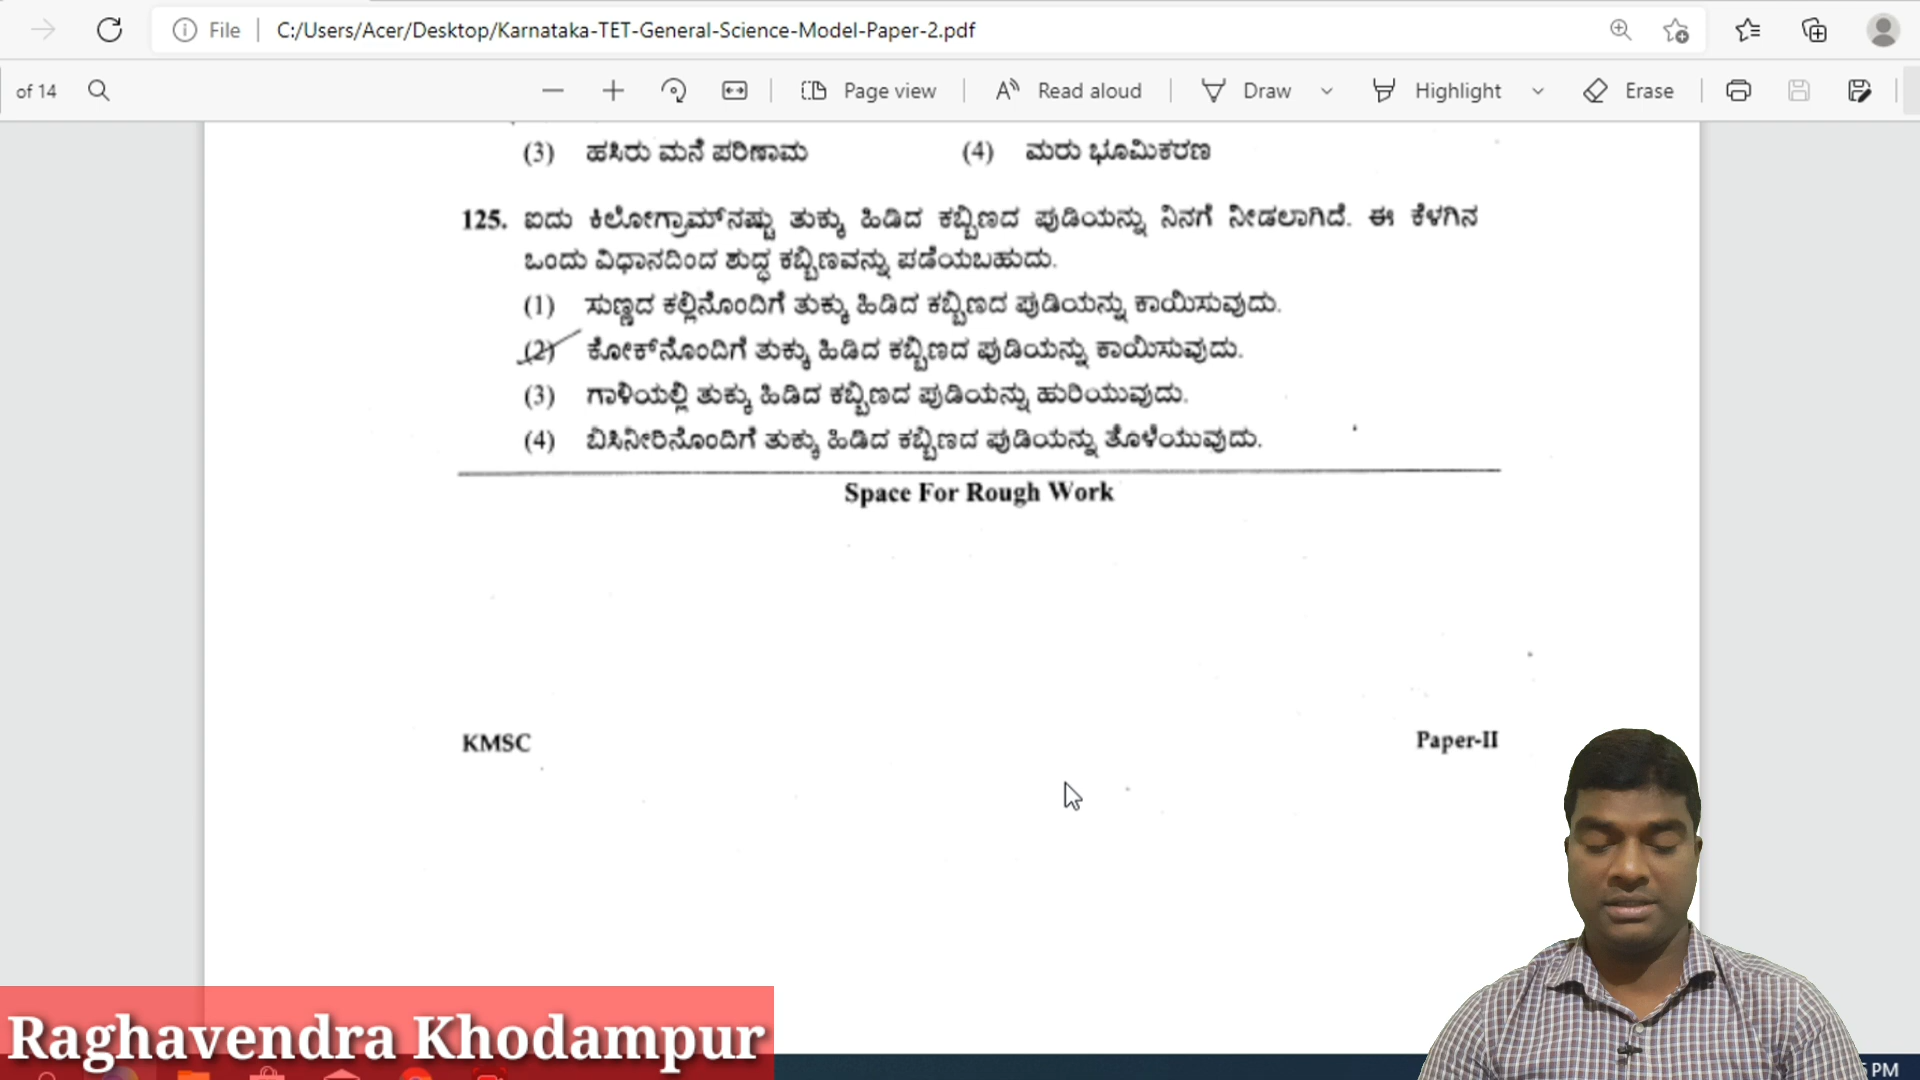 File
C:/Users/Acer/Desktop/Karnataka-TET-General-Science-Model-Paper-2.pdf
of 14
Page view
Read aloud
Draw
Highlight
Erase
(3) ಹಸಿರು ಮನೆ ಪರಿಣಾಮ (4) ಮರು ಭೂಮಿಕರಣ
125. ಐದು ಕಿಲೋಗ್ರಾಮ್‌ನಷ್ಟು ತುಕ್ಕು ಹಿಡಿದ ಕಬ್ಬಿಣದ ಪುಡಿಯನ್ನು ನಿನಗೆ ನೀಡಲಾಗಿದೆ. ಈ ಕೆಳಗಿನ
ಒಂದು ವಿಧಾನದಿಂದ ಶುದ್ಧ ಕಬ್ಬಿಣವನ್ನು ಪಡೆಯಬಹುದು.
(1) ಸುಣ್ಣದ ಕಲ್ಲಿನೊಂದಿಗೆ ತುಕ್ಕು ಹಿಡಿದ ಕಬ್ಬಿಣದ ಪುಡಿಯನ್ನು ಕಾಯಿಸುವುದು.
(2) ಕೋಕ್‌ನೊಂದಿಗೆ ತುಕ್ಕು ಹಿಡಿದ ಕಬ್ಬಿಣದ ಪುಡಿಯನ್ನು ಕಾಯಿಸುವುದು.
(3) ಗಾಳಿಯಲ್ಲಿ ತುಕ್ಕು ಹಿಡಿದ ಕಬ್ಬಿಣದ ಪುಡಿಯನ್ನು ಹುರಿಯುವುದು.
(4) ಬಿಸಿನೀರಿನೊಂದಿಗೆ ತುಕ್ಕು ಹಿಡಿದ ಕಬ್ಬಿಣದ ಪುಡಿಯನ್ನು ತೊಳೆಯುವುದು.
Space For Rough Work
KMSC
Paper-II
Raghavendra Khodampur
PM